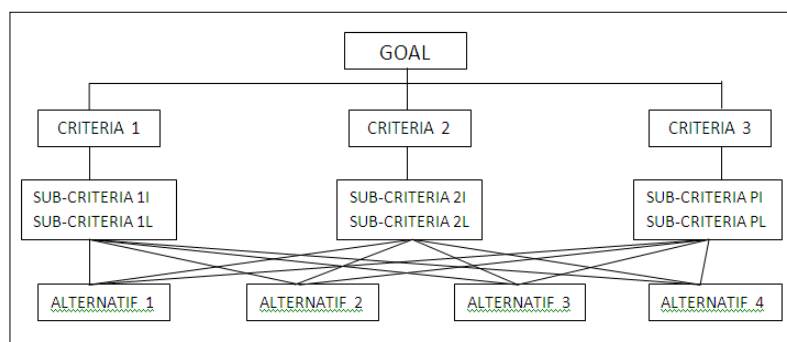 GOAL
CRITERIA 1
CRITERIA 2
CRITERIA 3
SUB-CRITERIA 1I
SUB-CRITERIA 1L
SUB-CRITERIA 2I
SUB-CRITERIA 2L
SUB-CRITERIA PI
SUB-CRITERIA PL
ALTERNATIF 1
ALTERNATIF 2
ALTERNATIF 3
ALTERNATIF 4